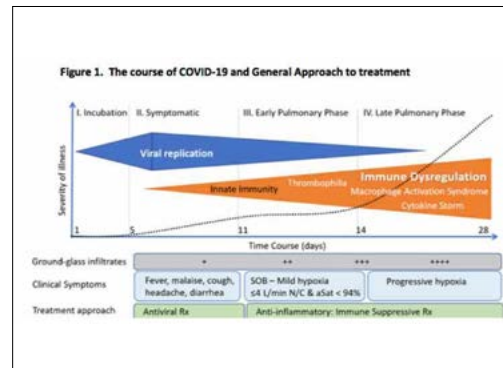 Figure 1. The course of COVID-19 and General Approach to treatment
I. Incubation
II. Symptomatic
III. Early Pulmonary Phase
IV. Late Pulmonary Phase
Severity of illness
Viral replication
Innate Immunity
Thrombophilia
Immune Dysregulation
Macrophage Activation Syndrome
Cytokine Storm
1 5 11 14 28
Time Course (days)
Ground-glass infiltrates + ++ +++ ++++
Clinical Symptoms
Fever, malaise, cough,
headache, diarrhea
SOB – Mild hypoxia
≤4 L/min N/C & aSat < 94%
Progressive hypoxia
Treatment approach
Antiviral Rx
Anti-inflammatory: Immune Suppressive Rx